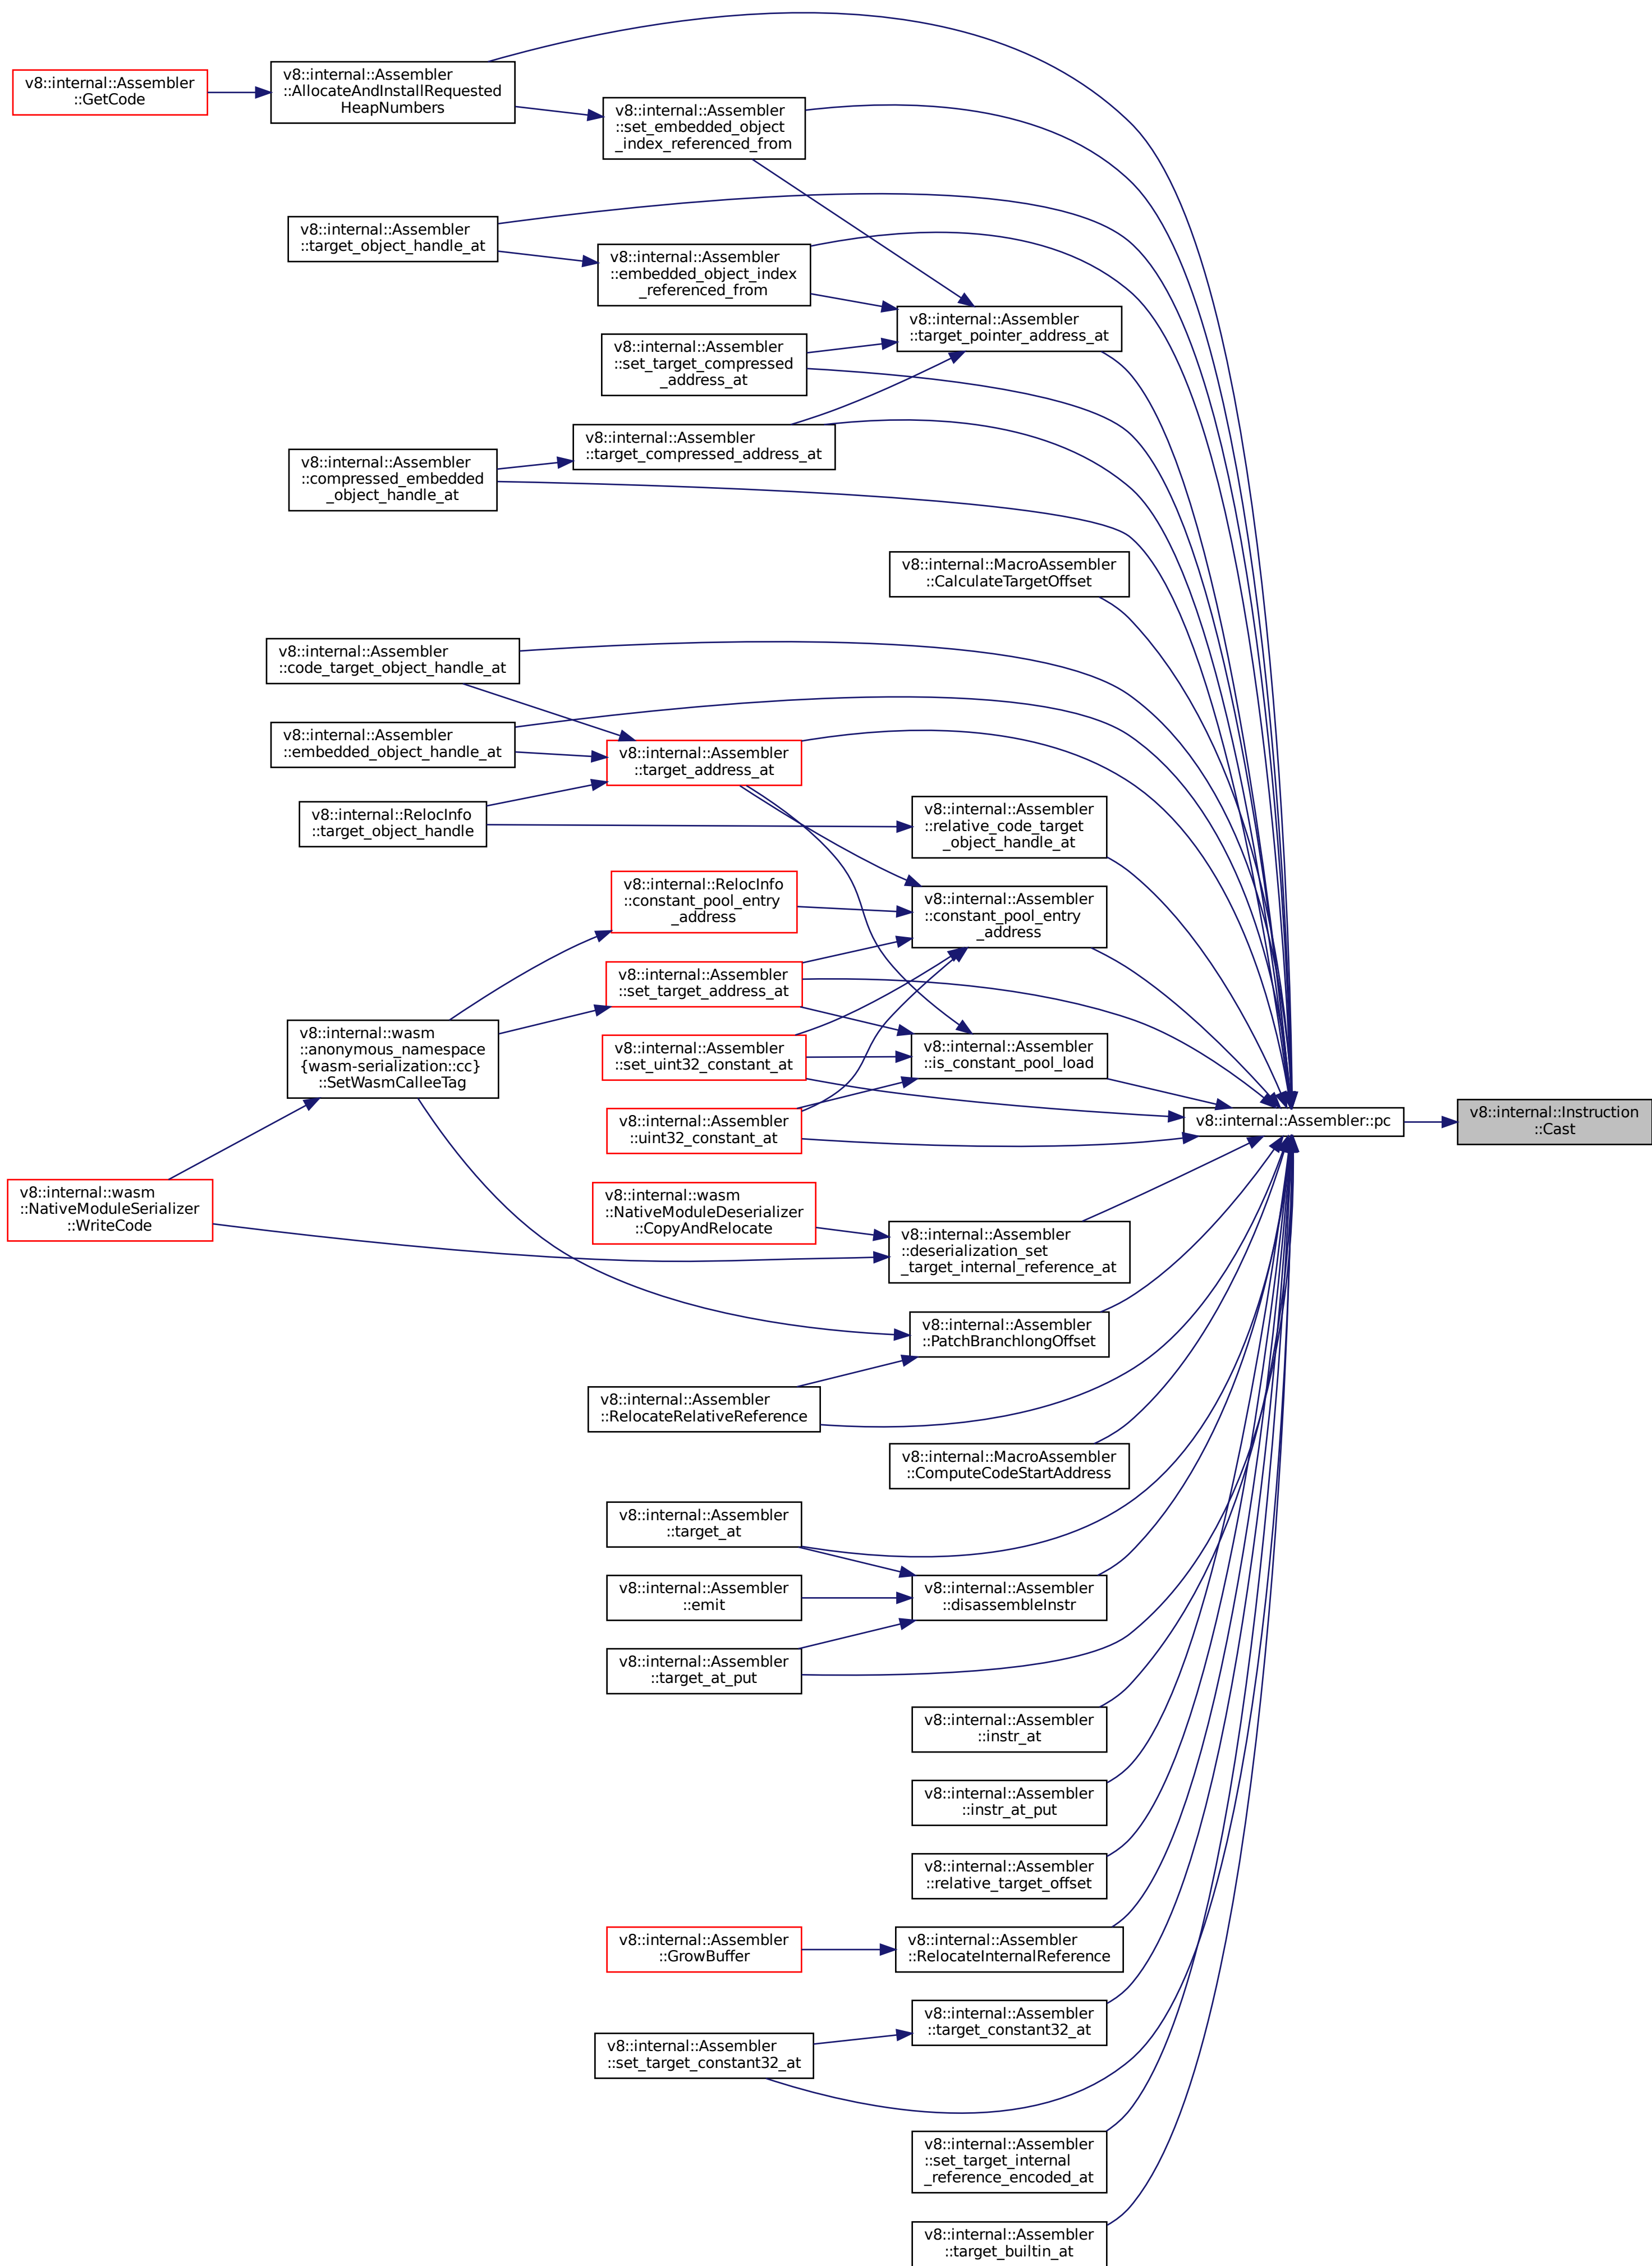 v8::internal::Assembler
::GetCode
v8::internal::Assembler
::AllocateAndInstallRequested
HeapNumbers
v8::internal::Assembler
::set_embedded_object
_index_referenced_from
v8::internal::Assembler
::target_object_handle_at
v8::internal::Assembler
::embedded_object_index
_referenced_from
v8::internal::Assembler
::target_pointer_address_at
v8::internal::Assembler
::set_target_compressed
_address_at
v8::internal::Assembler
::target_compressed_address_at
v8::internal::Assembler
::compressed_embedded
_object_handle_at
v8::internal::MacroAssembler
::CalculateTargetOffset
v8::internal::Assembler
::code_target_object_handle_at
v8::internal::Assembler
::embedded_object_handle_at
v8::internal::Assembler
::target_address_at
v8::internal::RelocInfo
::target_object_handle
v8::internal::Assembler
::relative_code_target
_object_handle_at
v8::internal::RelocInfo
::constant_pool_entry
_address
v8::internal::Assembler
::constant_pool_entry
_address
v8::internal::Assembler
::set_target_address_at
v8::internal::wasm
::anonymous_namespace
{wasm-serialization::cc}
::SetWasmCalleeTag
v8::internal::Assembler
::set_uint32_constant_at
v8::internal::Assembler
::is_constant_pool_load
v8::internal::Assembler
::uint32_constant_at
v8::internal::Assembler::pc
v8::internal::Instruction
::Cast
v8::internal::wasm
::NativeModuleSerializer
::WriteCode
v8::internal::wasm
::NativeModuleDeserializer
::CopyAndRelocate
v8::internal::Assembler
::deserialization_set
_target_internal_reference_at
v8::internal::Assembler
::PatchBranchlongOffset
v8::internal::Assembler
::RelocateRelativeReference
v8::internal::MacroAssembler
::ComputeCodeStartAddress
v8::internal::Assembler
::target_at
v8::internal::Assembler
::emit
v8::internal::Assembler
::disassembleInstr
v8::internal::Assembler
::target_at_put
v8::internal::Assembler
::instr_at
v8::internal::Assembler
::instr_at_put
v8::internal::Assembler
::relative_target_offset
v8::internal::Assembler
::GrowBuffer
v8::internal::Assembler
::RelocateInternalReference
v8::internal::Assembler
::target_constant32_at
v8::internal::Assembler
::set_target_constant32_at
v8::internal::Assembler
::set_target_internal
_reference_encoded_at
v8::internal::Assembler
::target_builtin_at